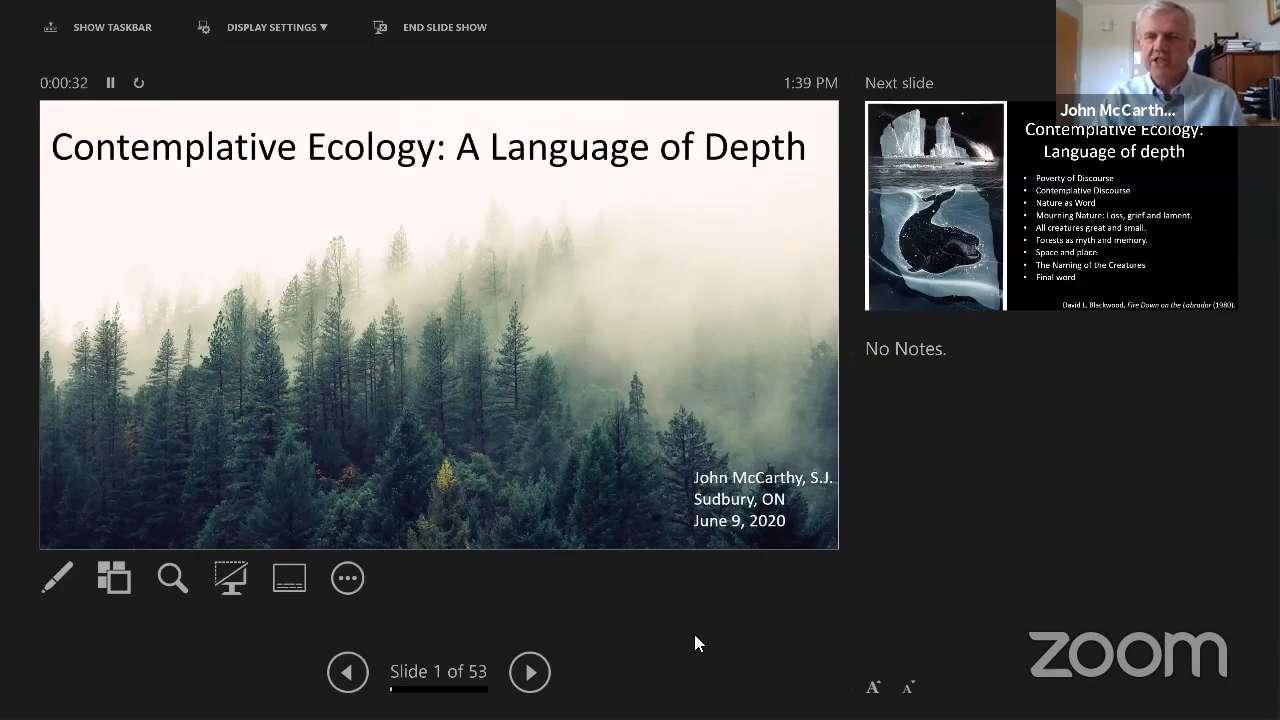 SHOW TASKBAR
DISPLAY SETTINGS ▼
END SLIDE SHOW
0:00:32
1:39 PM
Next slide
John McCarth...
Contemplative Ecology: A Language of Depth
John McCarthy, S.J.
Sudbury, ON
June 9, 2020
Contemplative Ecology:
Language of depth
• Poverty of Discourse
• Contemplative Discourse
• Nature as Word
• Mourning Nature: Loss, grief and lament.
• All creatures great and small.
• Forests as myth and memory.
• Space and place
• The Naming of the Creatures
• Final word
David L. Blackwood, Fire Down on the Labrador (1980).
No Notes.
Slide 1 of 53
A A
zoom